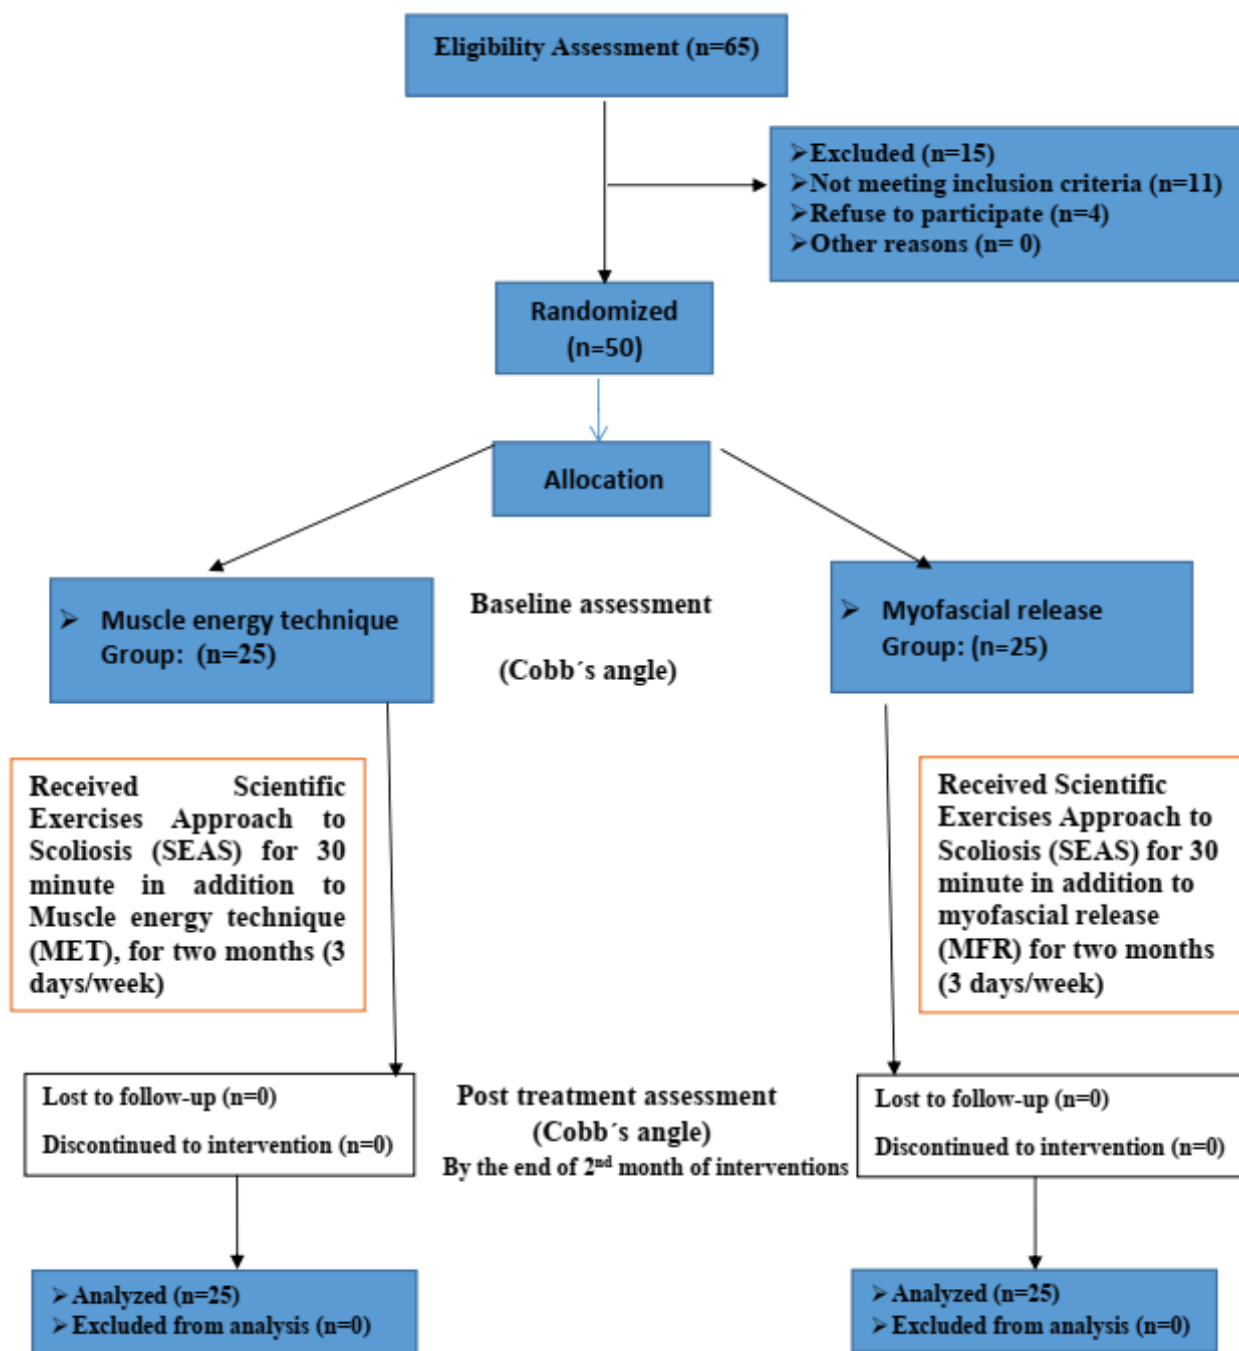 Eligibility Assessment (n=65)
➢Excluded (n=15)
➢Not meeting inclusion criteria (n=11)
➢Refuse to participate (n=4)
➢Other reasons (n= 0)
Randomized
(n=50)
Allocation
➢ Muscle energy technique
Group: (n=25)
Baseline assessment
(Cobb´s angle)
➢ Myofascial release
Group: (n=25)
Received Scientific
Exercises Approach to
Scoliosis (SEAS) for 30
minute in addition to
Muscle energy technique
(MET), for two months (3
days/week)
Received Scientific
Exercises Approach to
Scoliosis (SEAS) for 30
minute in addition to
myofascial release
(MFR) for two months
(3 days/week)
Lost to follow-up (n=0)
Discontinued to intervention (n=0)
Post treatment assessment
(Cobb´s angle)
By the end of 2nd month of interventions
Lost to follow-up (n=0)
Discontinued to intervention (n=0)
➢Analyzed (n=25)
➢Excluded from analysis (n=0)
➢Analyzed (n=25)
➢Excluded from analysis (n=0)